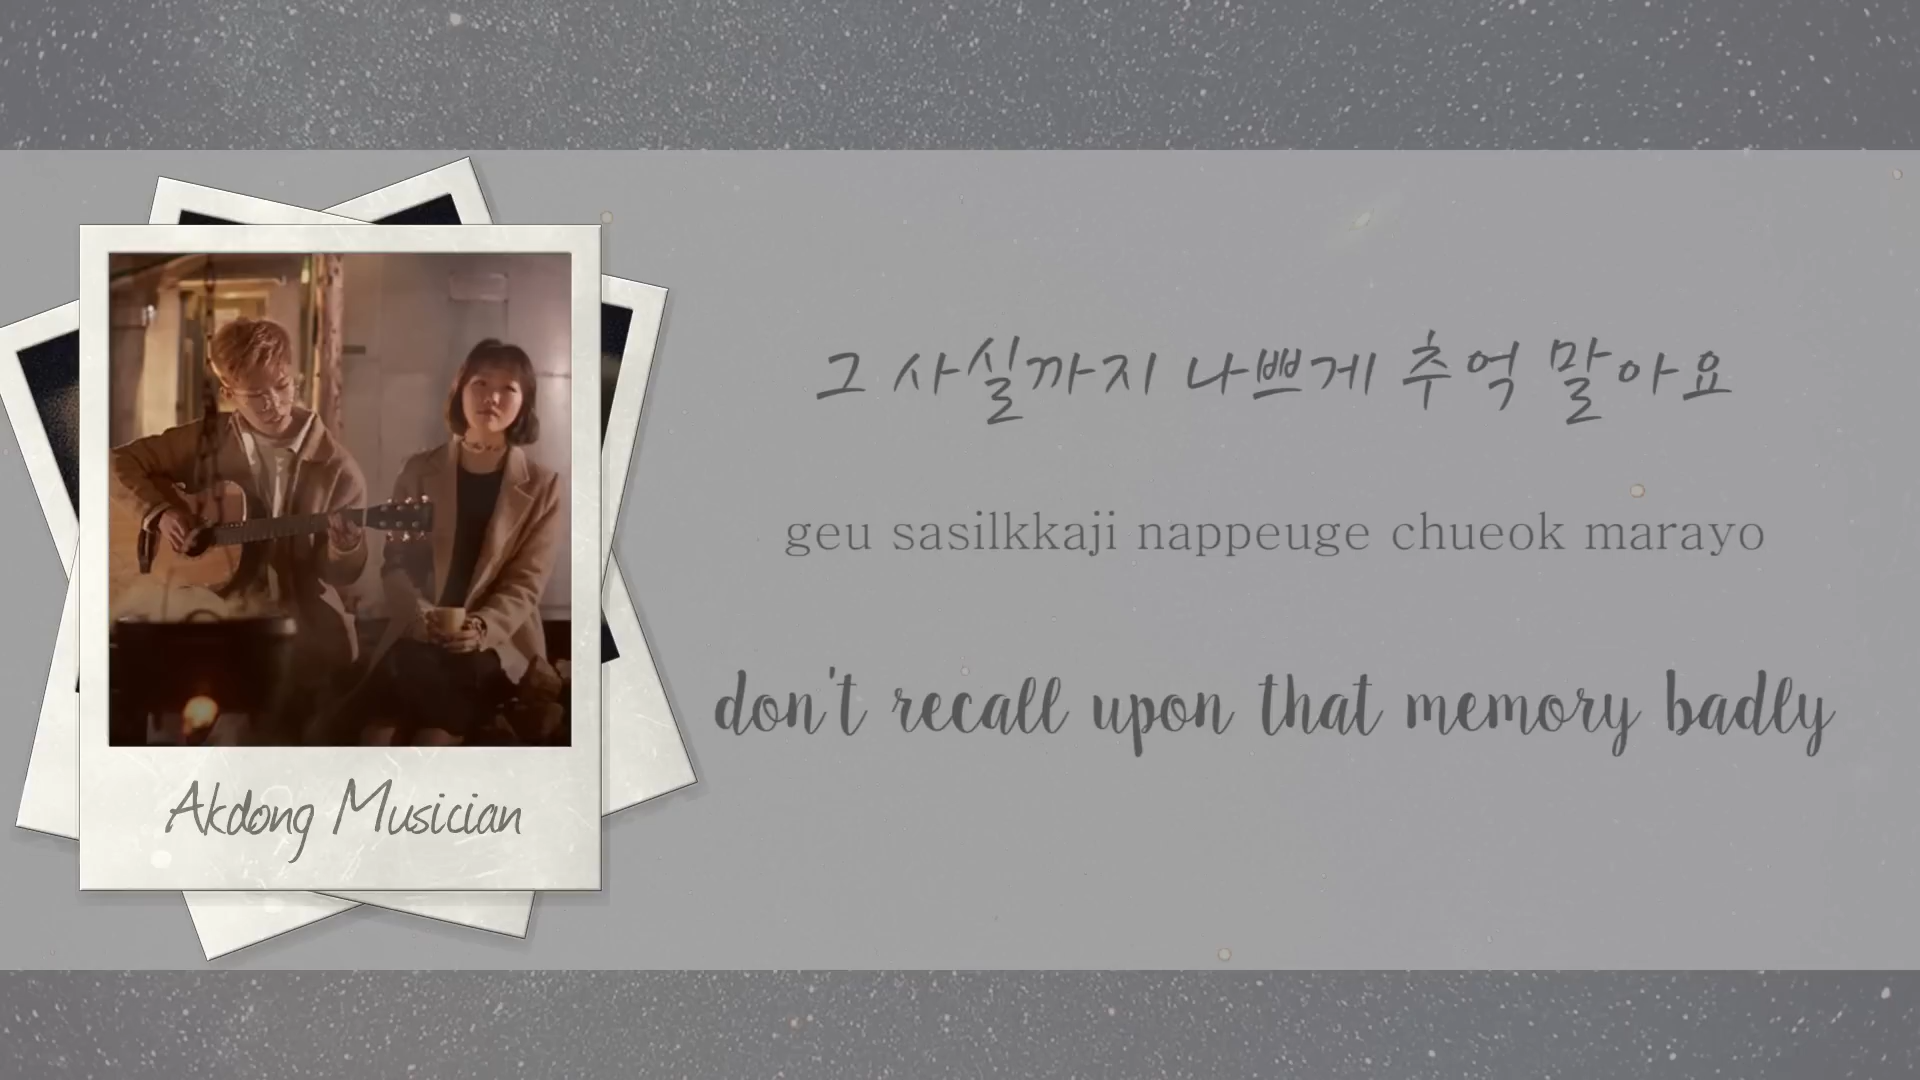 그 사실까지 나쁘게 추억 말아요
geu sasilkkaji nappeuge chueok marayo
don't recall upon that memory badly
Akdong Musician